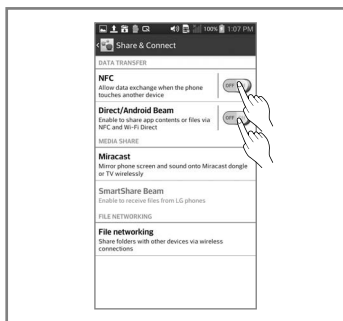 100% 1:07 PM
Share & Connect
DATA TRANSFER
NFC
Allow data exchange when the phone
touches another device
OFF
Direct/Android Beam
Enable to share app contents or files via
NFC and Wi-Fi Direct
OFF
MEDIA SHARE
Miracast
Mirror phone screen and sound onto Miracast dongle
or TV wirelessly
SmartShare Beam
Enable to receive files from LG phones
FILE NETWORKING
File networking
Share folders with other devices via wireless
connections